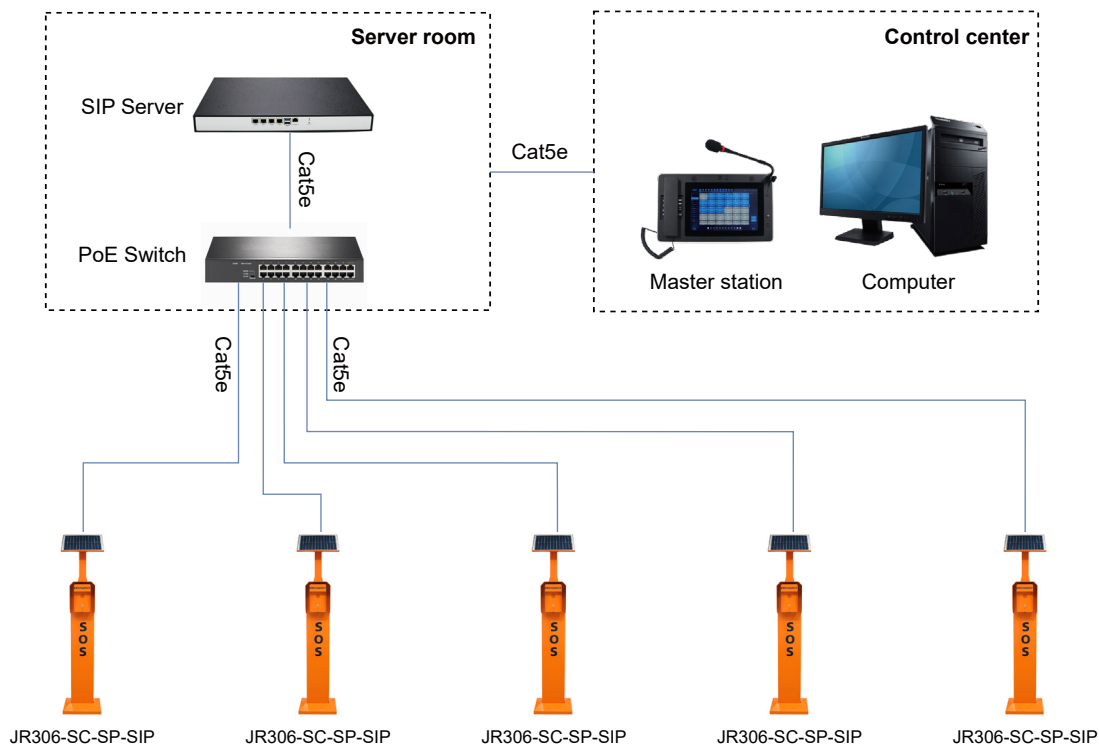 Server room
Control center
SIP Server
Cat5e
Cat5e
PoE Switch
Master station
Computer
Cat5e
Cat5e
SOS
SOS
SOS
SOS
SOS
JR306-SC-SP-SIP
JR306-SC-SP-SIP
JR306-SC-SP-SIP
JR306-SC-SP-SIP
JR306-SC-SP-SIP